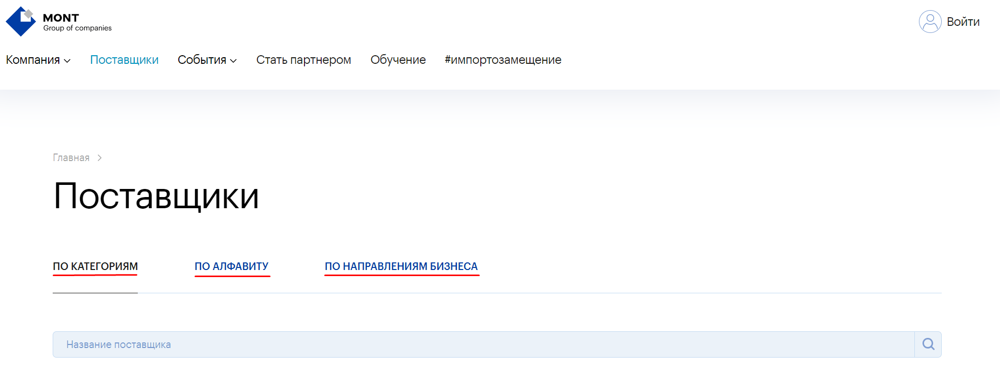 MONT
Group of companies
Войти
Компания Поставщики События Стать партнером Обучение #импортозамещение
Главная
Поставщики
ПО КАТЕГОРИЯМ ПО АЛФАВИТУ ПО НАПРАВЛЕНИЯМ БИЗНЕСА
Название поставщика